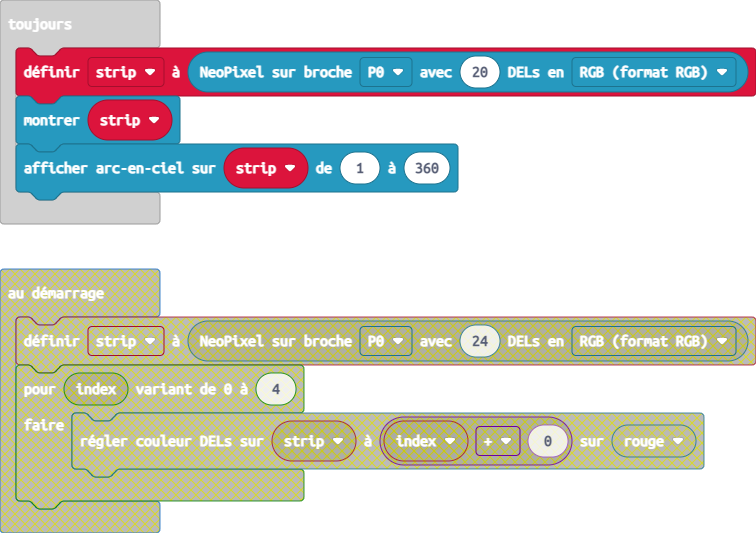 toujours
définir strip à NeoPixel sur broche P0 avec 20 DELs en RGB (format RGB)
montrer strip
afficher arc-en-ciel sur strip de 1 à 360
au démarrage
définir strip à NeoPixel sur broche P0 avec 24 DELs en RGB (format RGB)
pour index variant de 0 à 4
faire
régler couleur DELs sur strip à index + 0 sur rouge